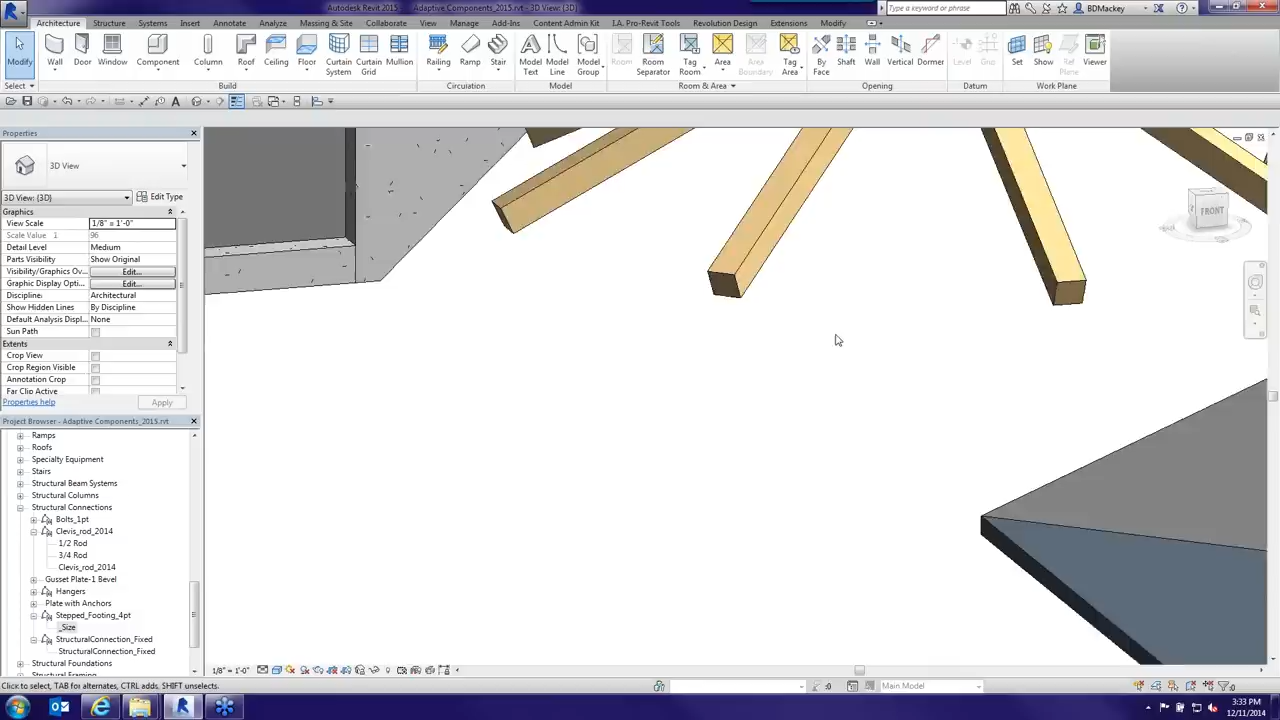 Autodesk Revit 2015 - Adaptive Components_2015.rvt - 3D View: {3D}
Type a keyword or phrase
BDMackey
Architecture Structure Systems Insert Annotate Analyze Massing & Site Collaborate View Manage Add-Ins Content Admin Kit I.A. Pro-Revit Tools Revolution Design Extensions Modify
Modify Wall Door Window Component Column Roof Ceiling Floor Curtain System Curtain Grid Mullion Railing Ramp Stair Model Text Model Line Model Group Room Room Separator Tag Room Area Area Boundary Tag Area By Face Shaft Wall Vertical Dormer Level Grid Set Show Ref Plane Viewer
Select Build Circulation Model Room & Area Opening Datum Work Plane
Properties
3D View
3D View: {3D} Edit Type
Graphics
View Scale 1/8" = 1'-0"
Scale Value 1 96
Detail Level Medium
Parts Visibility Show Original
Visibility/Graphics Ov... Edit...
Graphic Display Opti... Edit...
Discipline Architectural
Show Hidden Lines By Discipline
Default Analysis Displ... None
Sun Path
Extents
Crop View
Crop Region Visible
Annotation Crop
Far Clip Active
Properties help Apply
Project Browser - Adaptive Components_2015.rvt
Ramps
Roofs
Specialty Equipment
Stairs
Structural Beam Systems
Structural Columns
Structural Connections
Bolts_1pt
Clevis_rod_2014
1/2 Rod
3/4 Rod
Clevis_rod_2014
Gusset Plate-1 Bevel
Hangers
Plate with Anchors
Stepped_Footing_4pt
_Size
StructuralConnection_Fixed
StructuralConnection_Fixed
Structural Foundations
Structural Framing
FRONT
1/8" = 1'-0"
Click to select, TAB for alternates, CTRL adds, SHIFT unselects.
:0
Main Model
:0
3:33 PM
12/11/2014